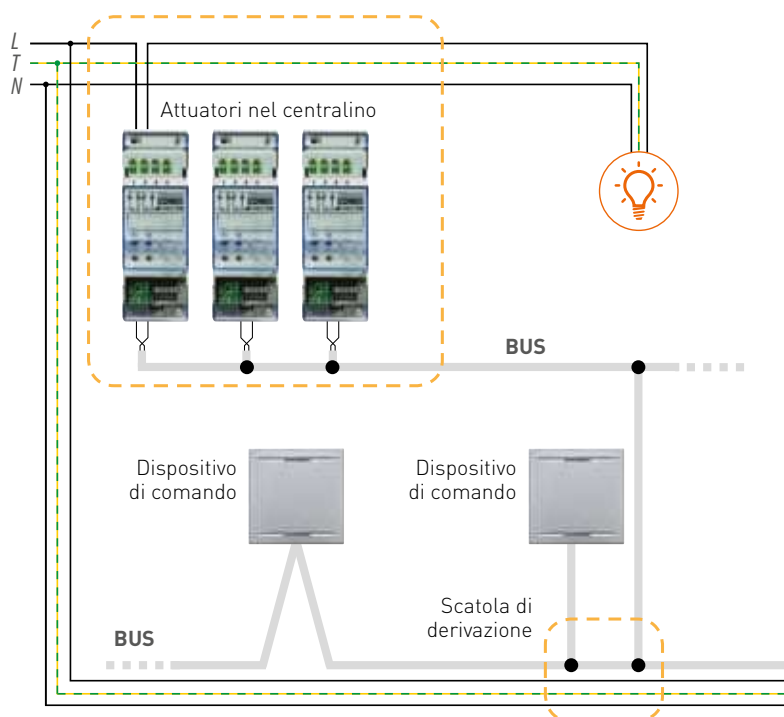 L
T
N
Attuatori nel centralino
BUS
Dispositivo
di comando
Dispositivo
di comando
Scatola di
derivazione
BUS